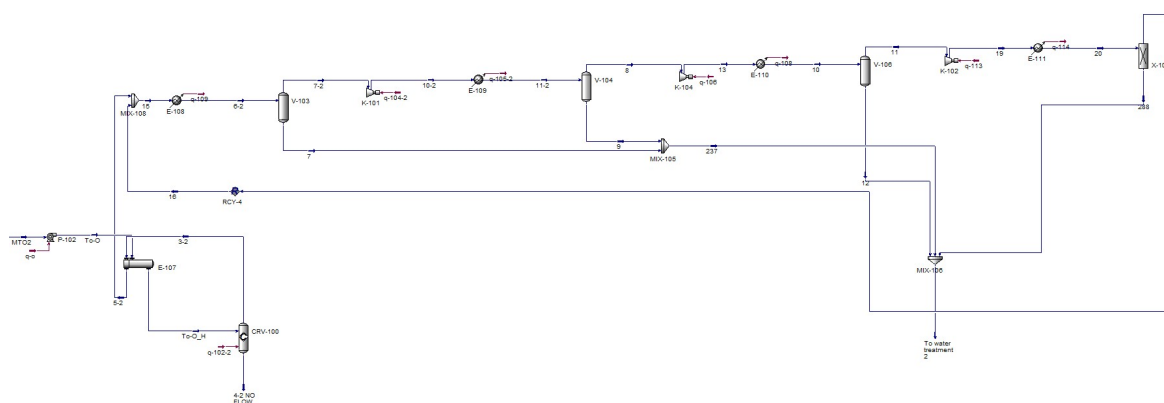 11
19
20
q-114
E-111
K-102
q-113
X-10
8
13
q-108
10
V-106
E-110
K-104
q-106
7-2
10-2
q-105-2
11-2
V-104
E-109
K-101
q-104-2
15
q-109
6-2
V-103
MIX-108
E-108
288
7
9
MIX-105
237
12
16
RCY-4
MTO2
P-102
To-O
3-2
q-o
E-107
MIX-106
5-2
To-O_H
CRV-100
q-102-2
To water
treatment
2
4-2 NO
FLOW